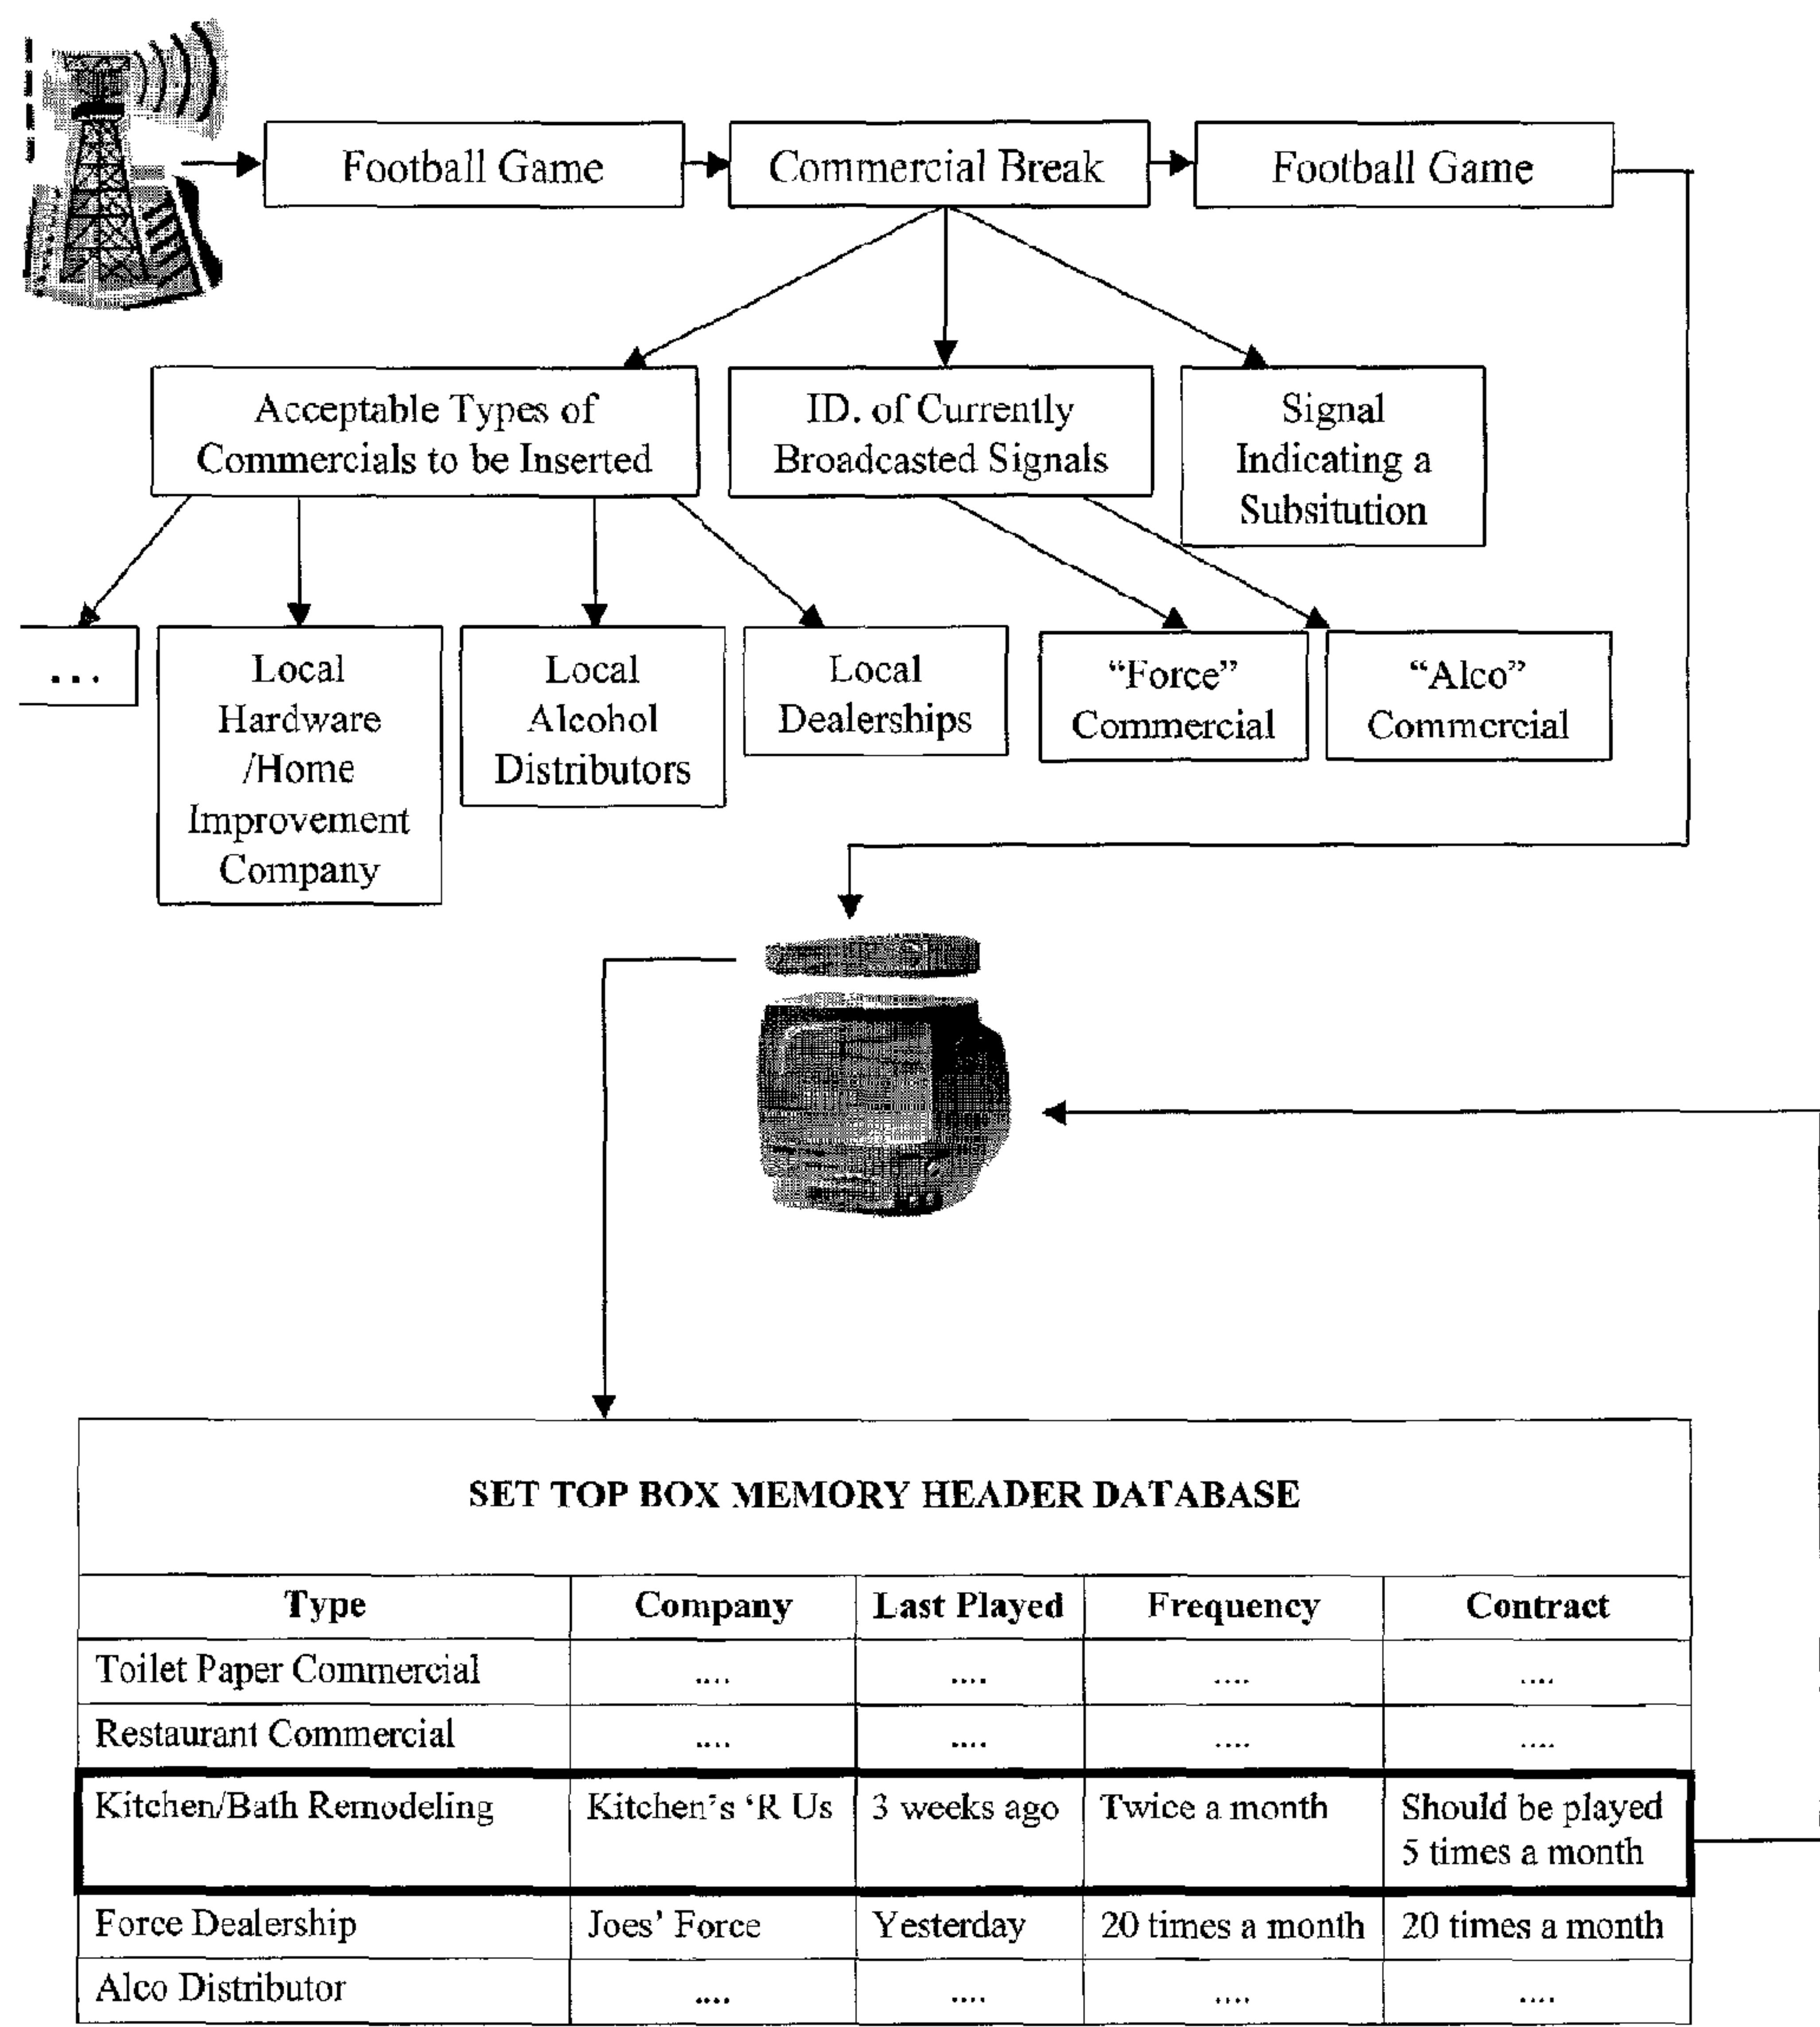 Football Game
Commercial Break
Football Game
Acceptable Types of
Commercials to be Inserted
ID. of Currently
Broadcasted Signals
Signal
Indicating a
Subsitution
...
Local
Hardware
/Home
Improvement
Company
Local
Alcohol
Distributors
Local
Dealerships
“Force”
Commercial
“Alco”
Commercial
SET TOP BOX MEMORY HEADER DATABASE
Type Company Last Played Frequency Contract
Toilet Paper Commercial .... .... .... ....
Restaurant Commercial .... .... .... ....
Kitchen/Bath Remodeling Kitchen’s ‘R Us 3 weeks ago Twice a month Should be played
5 times a month
Force Dealership Joes’ Force Yesterday 20 times a month 20 times a month
Alco Distributor .... .... .... ....